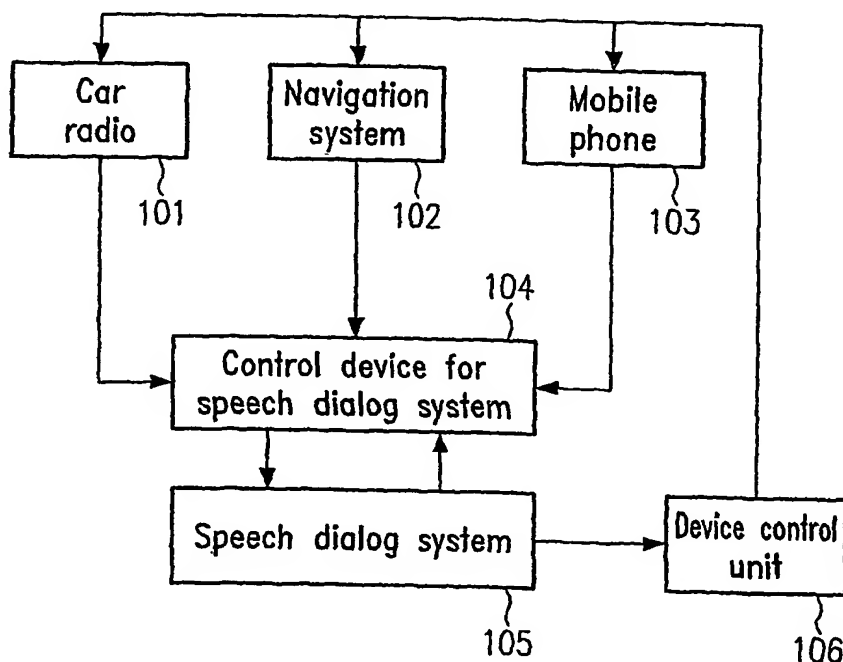 Car
radio
101
Navigation
system
102
Mobile
phone
103
104
Control device for
speech dialog system
Speech dialog system
105
Device control
unit
106